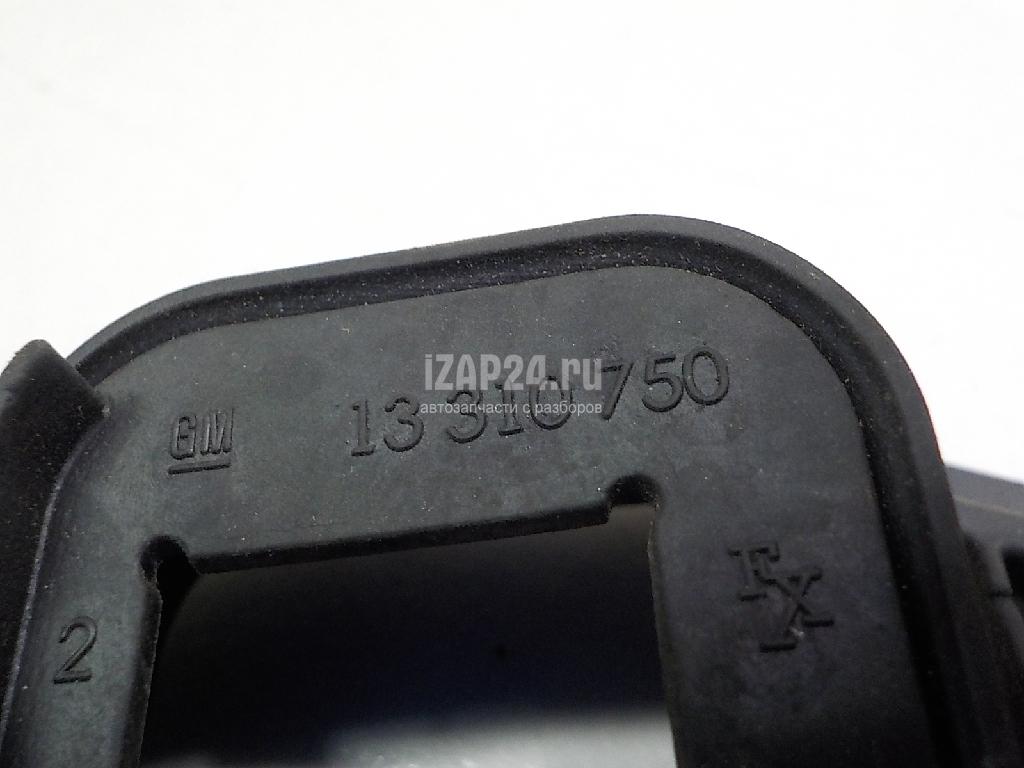 iZAP24.ru
автозапчасти с разборов
GM 13 310 750
FX
2